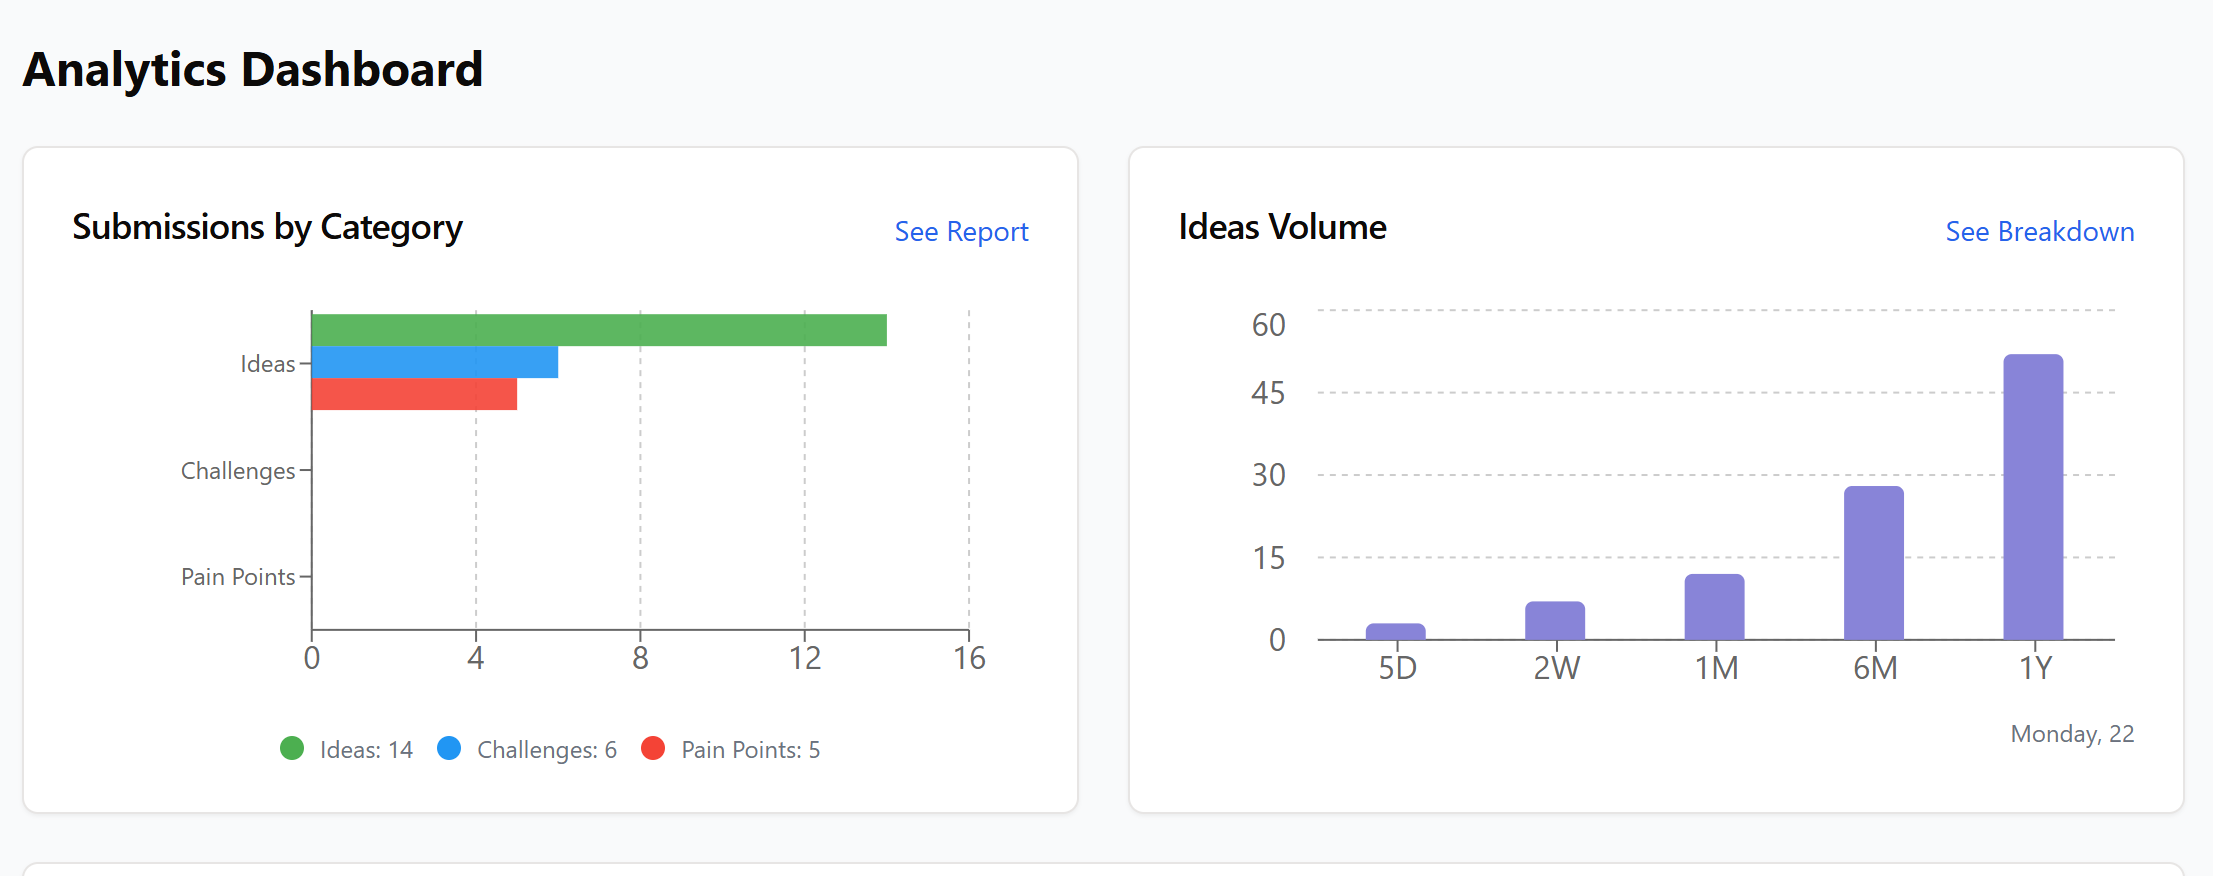 Analytics Dashboard
Submissions by Category
See Report
Ideas
Challenges
Pain Points
0 4 8 12 16
Ideas: 14 Challenges: 6 Pain Points: 5
Ideas Volume
See Breakdown
60
45
30
15
0
5D 2W 1M 6M 1Y
Monday, 22